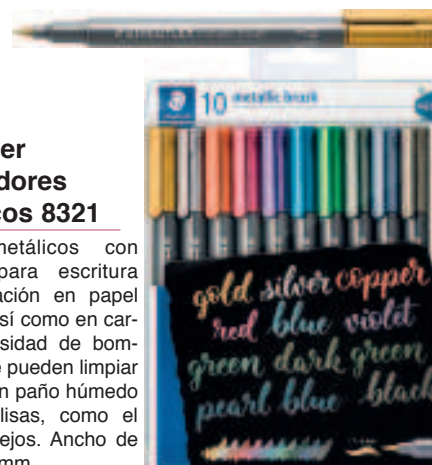 er
dores
cos 8321
metálicos con
para escritura
ación en papel
sí como en car-
sidad de bom-
e pueden limpiar
n paño húmedo
lisas, como el
ejos. Ancho de
mm
STAEDTLER
10 metallic brush
gold silver copper
red blue violet
green dark green
pearl blue black